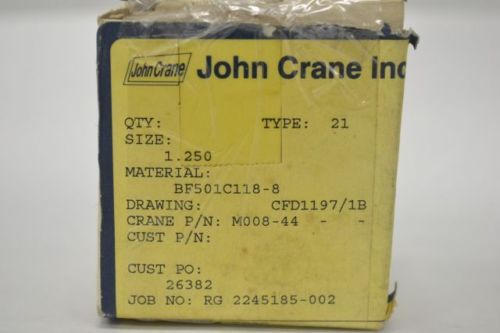 John Crane John Crane Inc
QTY: TYPE: 21
SIZE:
1.250
MATERIAL:
BF501C118-8
DRAWING: CFD1197/1B
CRANE P/N: M008-44 - -
CUST P/N:
CUST PO:
26382
JOB NO: RG 2245185-002